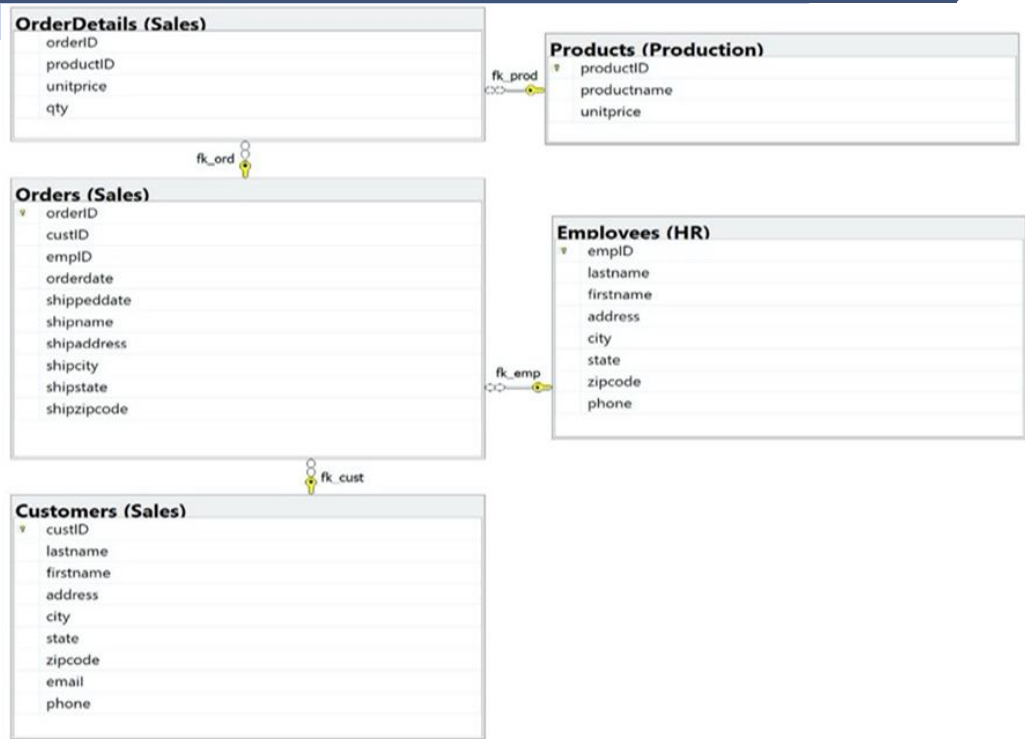 OrderDetails (Sales)
orderID
productID
unitprice
qty
fk_prod
Products (Production)
productID
productname
unitprice
fk_ord
Orders (Sales)
orderID
custID
empID
orderdate
shippeddate
shipname
shipaddress
shipcity
shipstate
shipzipcode
fk_emp
Employees (HR)
empID
lastname
firstname
address
city
state
zipcode
phone
fk_cust
Customers (Sales)
custID
lastname
firstname
address
city
state
zipcode
email
phone